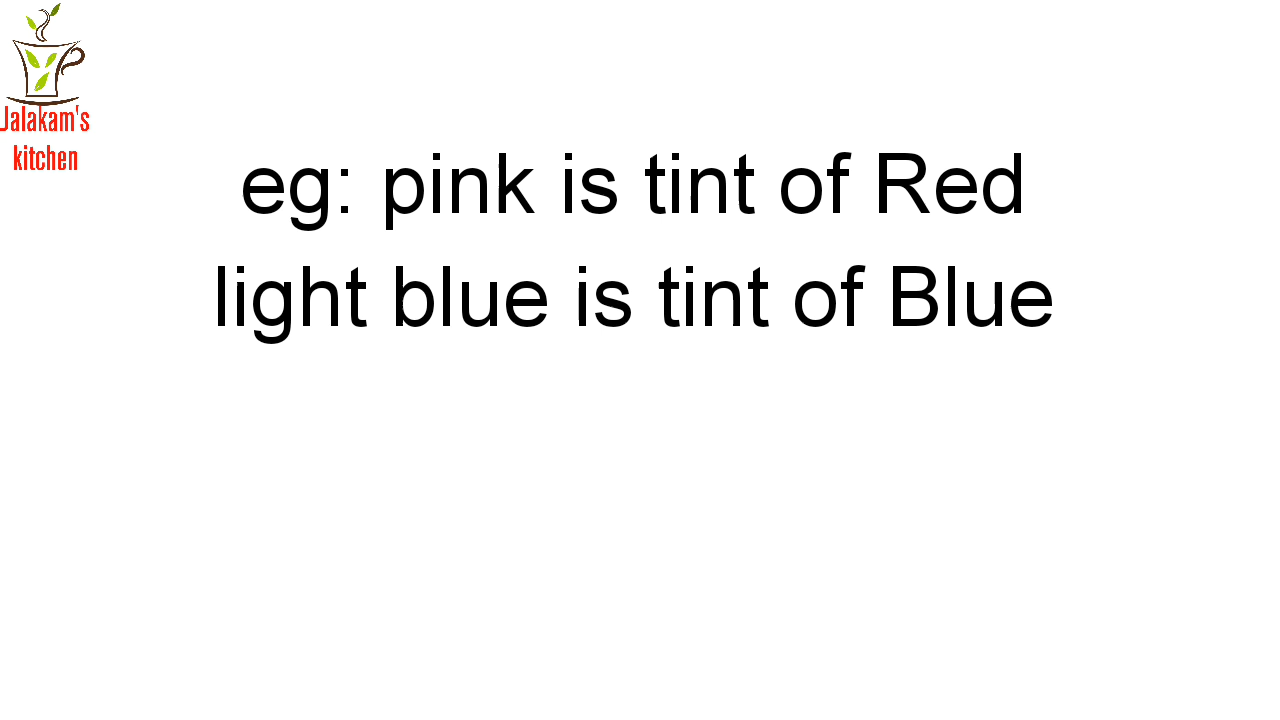 Jalakam's
kitchen
eg: pink is tint of Red
light blue is tint of Blue